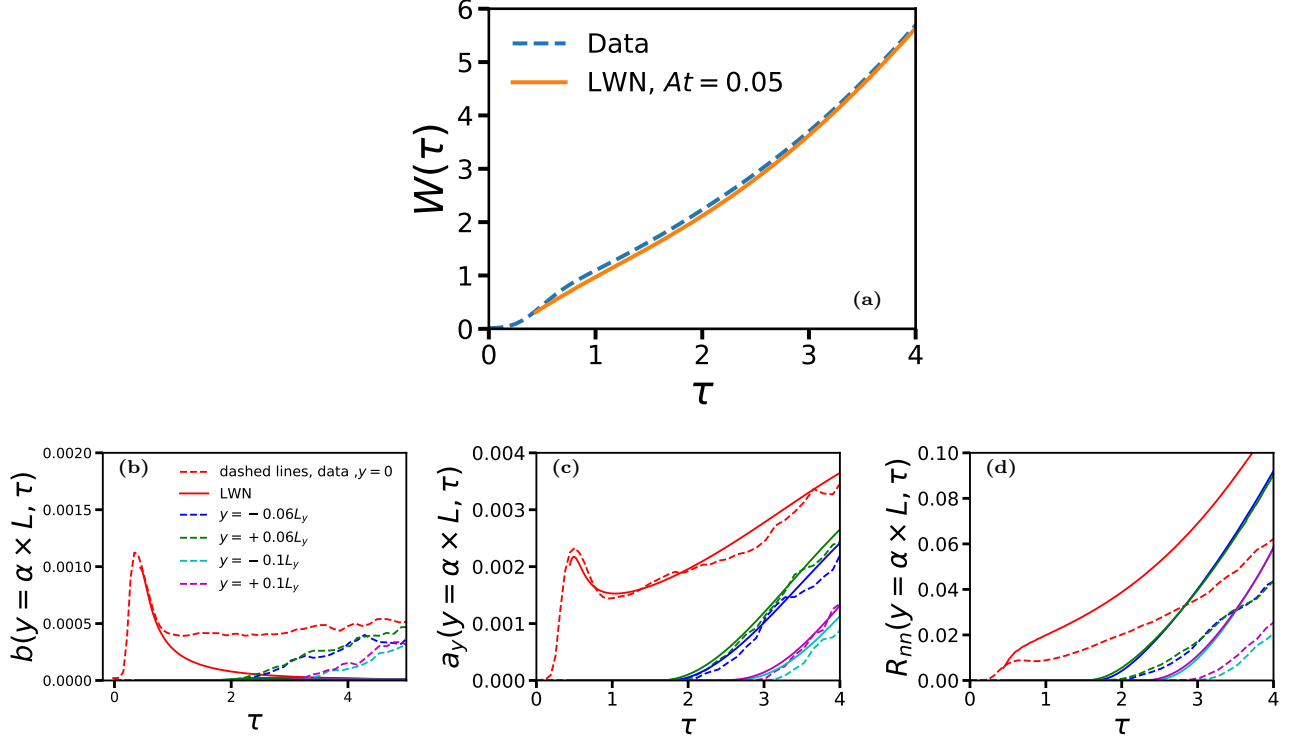 6
5
4
3
2
1
0
W(τ)
Data
LWN, At = 0.05
(a)
0 1 2 3 4
τ
0.0020
0.0015
0.0010
0.0005
0.0000
b(y = α × L, τ)
(b)
dashed lines, data ,y = 0
LWN
y = − 0.06L_y
y = + 0.06L_y
y = − 0.1L_y
y = + 0.1L_y
0 2 4
τ
0.004
0.003
0.002
0.001
0.000
a_y(y = α × L, τ)
(c)
0 1 2 3 4
τ
0.10
0.08
0.06
0.04
0.02
0.00
R_nn(y = α × L, τ)
(d)
0 1 2 3 4
τ